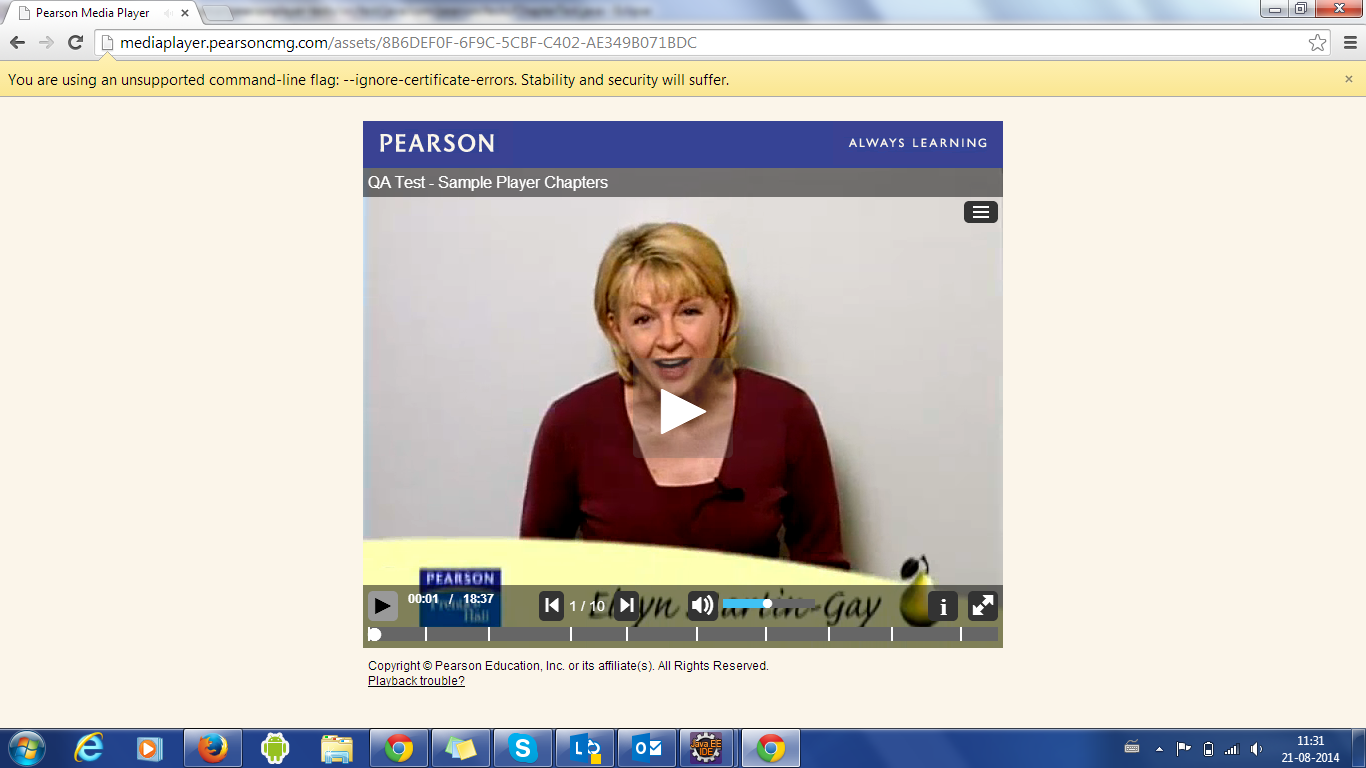 Pearson Media Player
mediaplayer.pearsoncmg.com/assets/8B6DEF0F-6F9C-5CBF-C402-AE349B071BDC
You are using an unsupported command-line flag: --ignore-certificate-errors. Stability and security will suffer.
PEARSON
ALWAYS LEARNING
QA Test - Sample Player Chapters
PEARSON
Prentice
Hall
Elayn Martin-Gay
00:01 / 18:37
1 / 10
i
Copyright © Pearson Education, Inc. or its affiliate(s). All Rights Reserved.
Playback trouble?
Java EE
IDE
11:31
21-08-2014